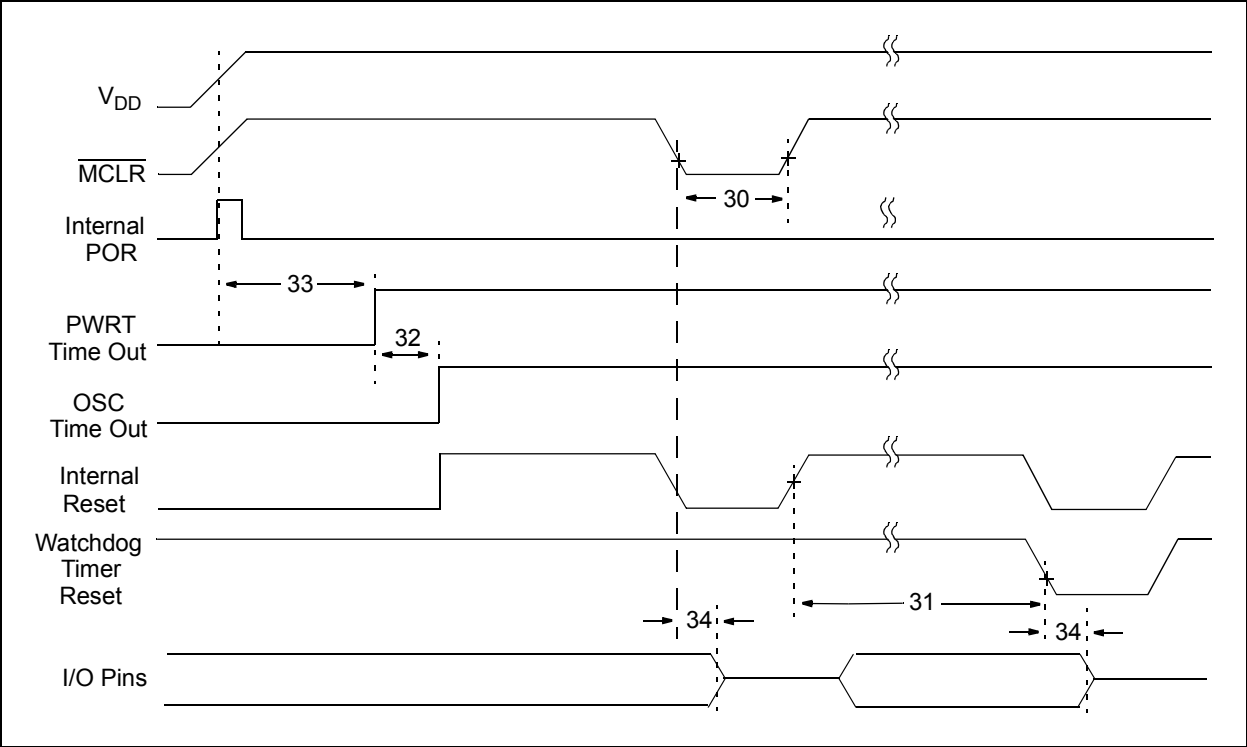 VDD
MCLR
30
Internal
POR
33
PWRT
Time Out
32
OSC
Time Out
Internal
Reset
Watchdog
Timer
Reset
31
34
34
I/O Pins